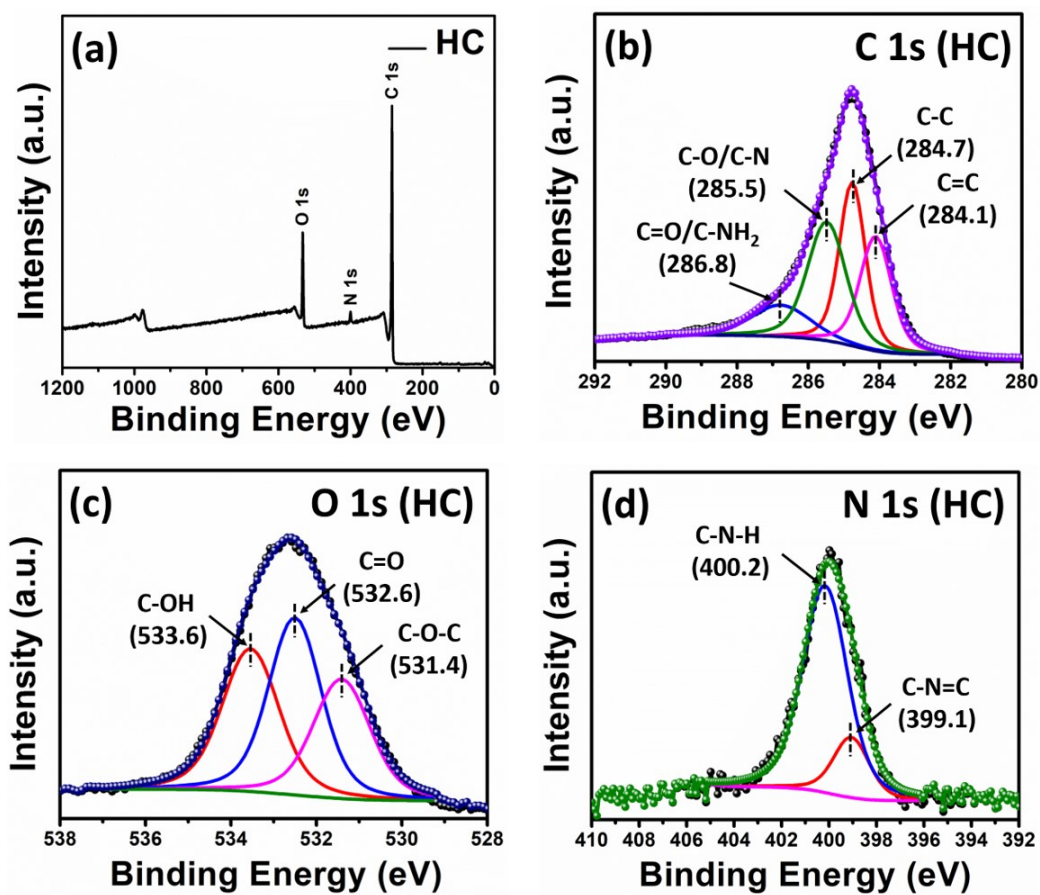 (a)
HC
C 1s
O 1s
N 1s
Intensity (a.u.)
1200 1000 800 600 400 200 0
Binding Energy (eV)
(b)
C 1s (HC)
C-C
(284.7)
C-O/C-N
(285.5)
C=C
(284.1)
C=O/C-NH₂
(286.8)
Intensity (a.u.)
292 290 288 286 284 282 280
Binding Energy (eV)
(c)
O 1s (HC)
C=O
(532.6)
C-OH
(533.6)
C-O-C
(531.4)
Intensity (a.u.)
538 536 534 532 530 528
Binding Energy (eV)
(d)
N 1s (HC)
C-N-H
(400.2)
C-N=C
(399.1)
Intensity (a.u.)
410 408 406 404 402 400 398 396 394 392
Binding Energy (eV)